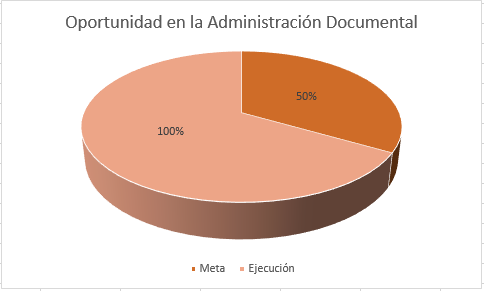 Oportunidad en la Administración Documental
50%
100%
Meta Ejecución